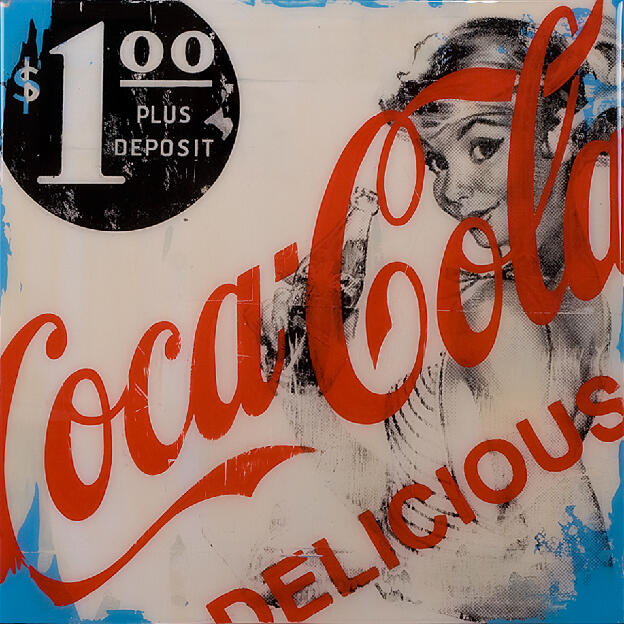 $1.00
PLUS
DEPOSIT
Coca-Cola
DELICIOUS